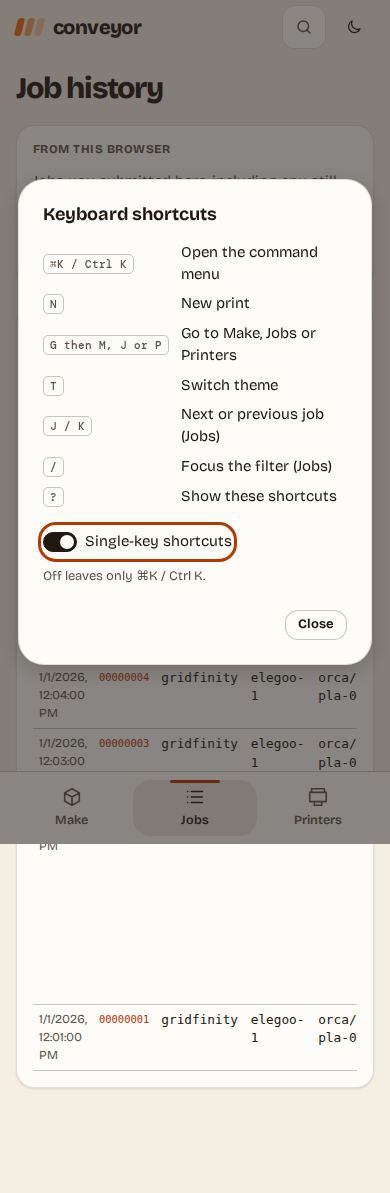 conveyor
Job history
FROM THIS BROWSER
Keyboard shortcuts
⌘K / Ctrl K
Open the command
menu
N
New print
G then M, J or P
Go to Make, Jobs or
Printers
T
Switch theme
J / K
Next or previous job
(Jobs)
/
Focus the filter (Jobs)
?
Show these shortcuts
Single-key shortcuts
Off leaves only ⌘K / Ctrl K.
Close
1/1/2026, 00000004 gridfinity elegoo- orca/
12:04:00 1 pla-0
PM
1/1/2026, 00000003 gridfinity elegoo- orca/
12:03:00 1 pla-0
Make
Jobs
Printers
PM
1/1/2026, 00000001 gridfinity elegoo- orca/
12:01:00 1 pla-0
PM